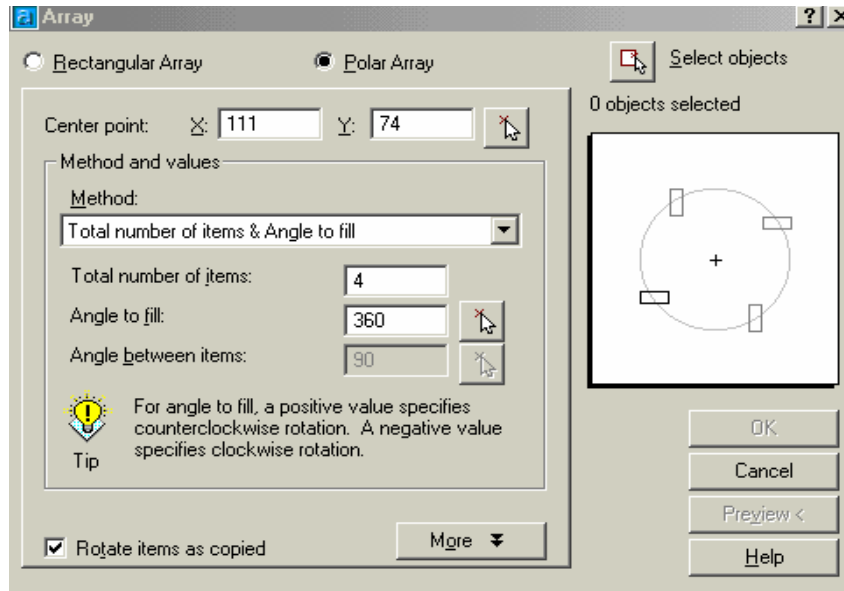 Array
Rectangular Array
Polar Array
Select objects
0 objects selected
Center point: X: 111 Y: 74
Method and values
Method:
Total number of items & Angle to fill
Total number of items: 4
Angle to fill: 360
Angle between items: 90
For angle to fill, a positive value specifies
counterclockwise rotation. A negative value
specifies clockwise rotation.
Tip
Rotate items as copied
More
OK
Cancel
Preview <
Help